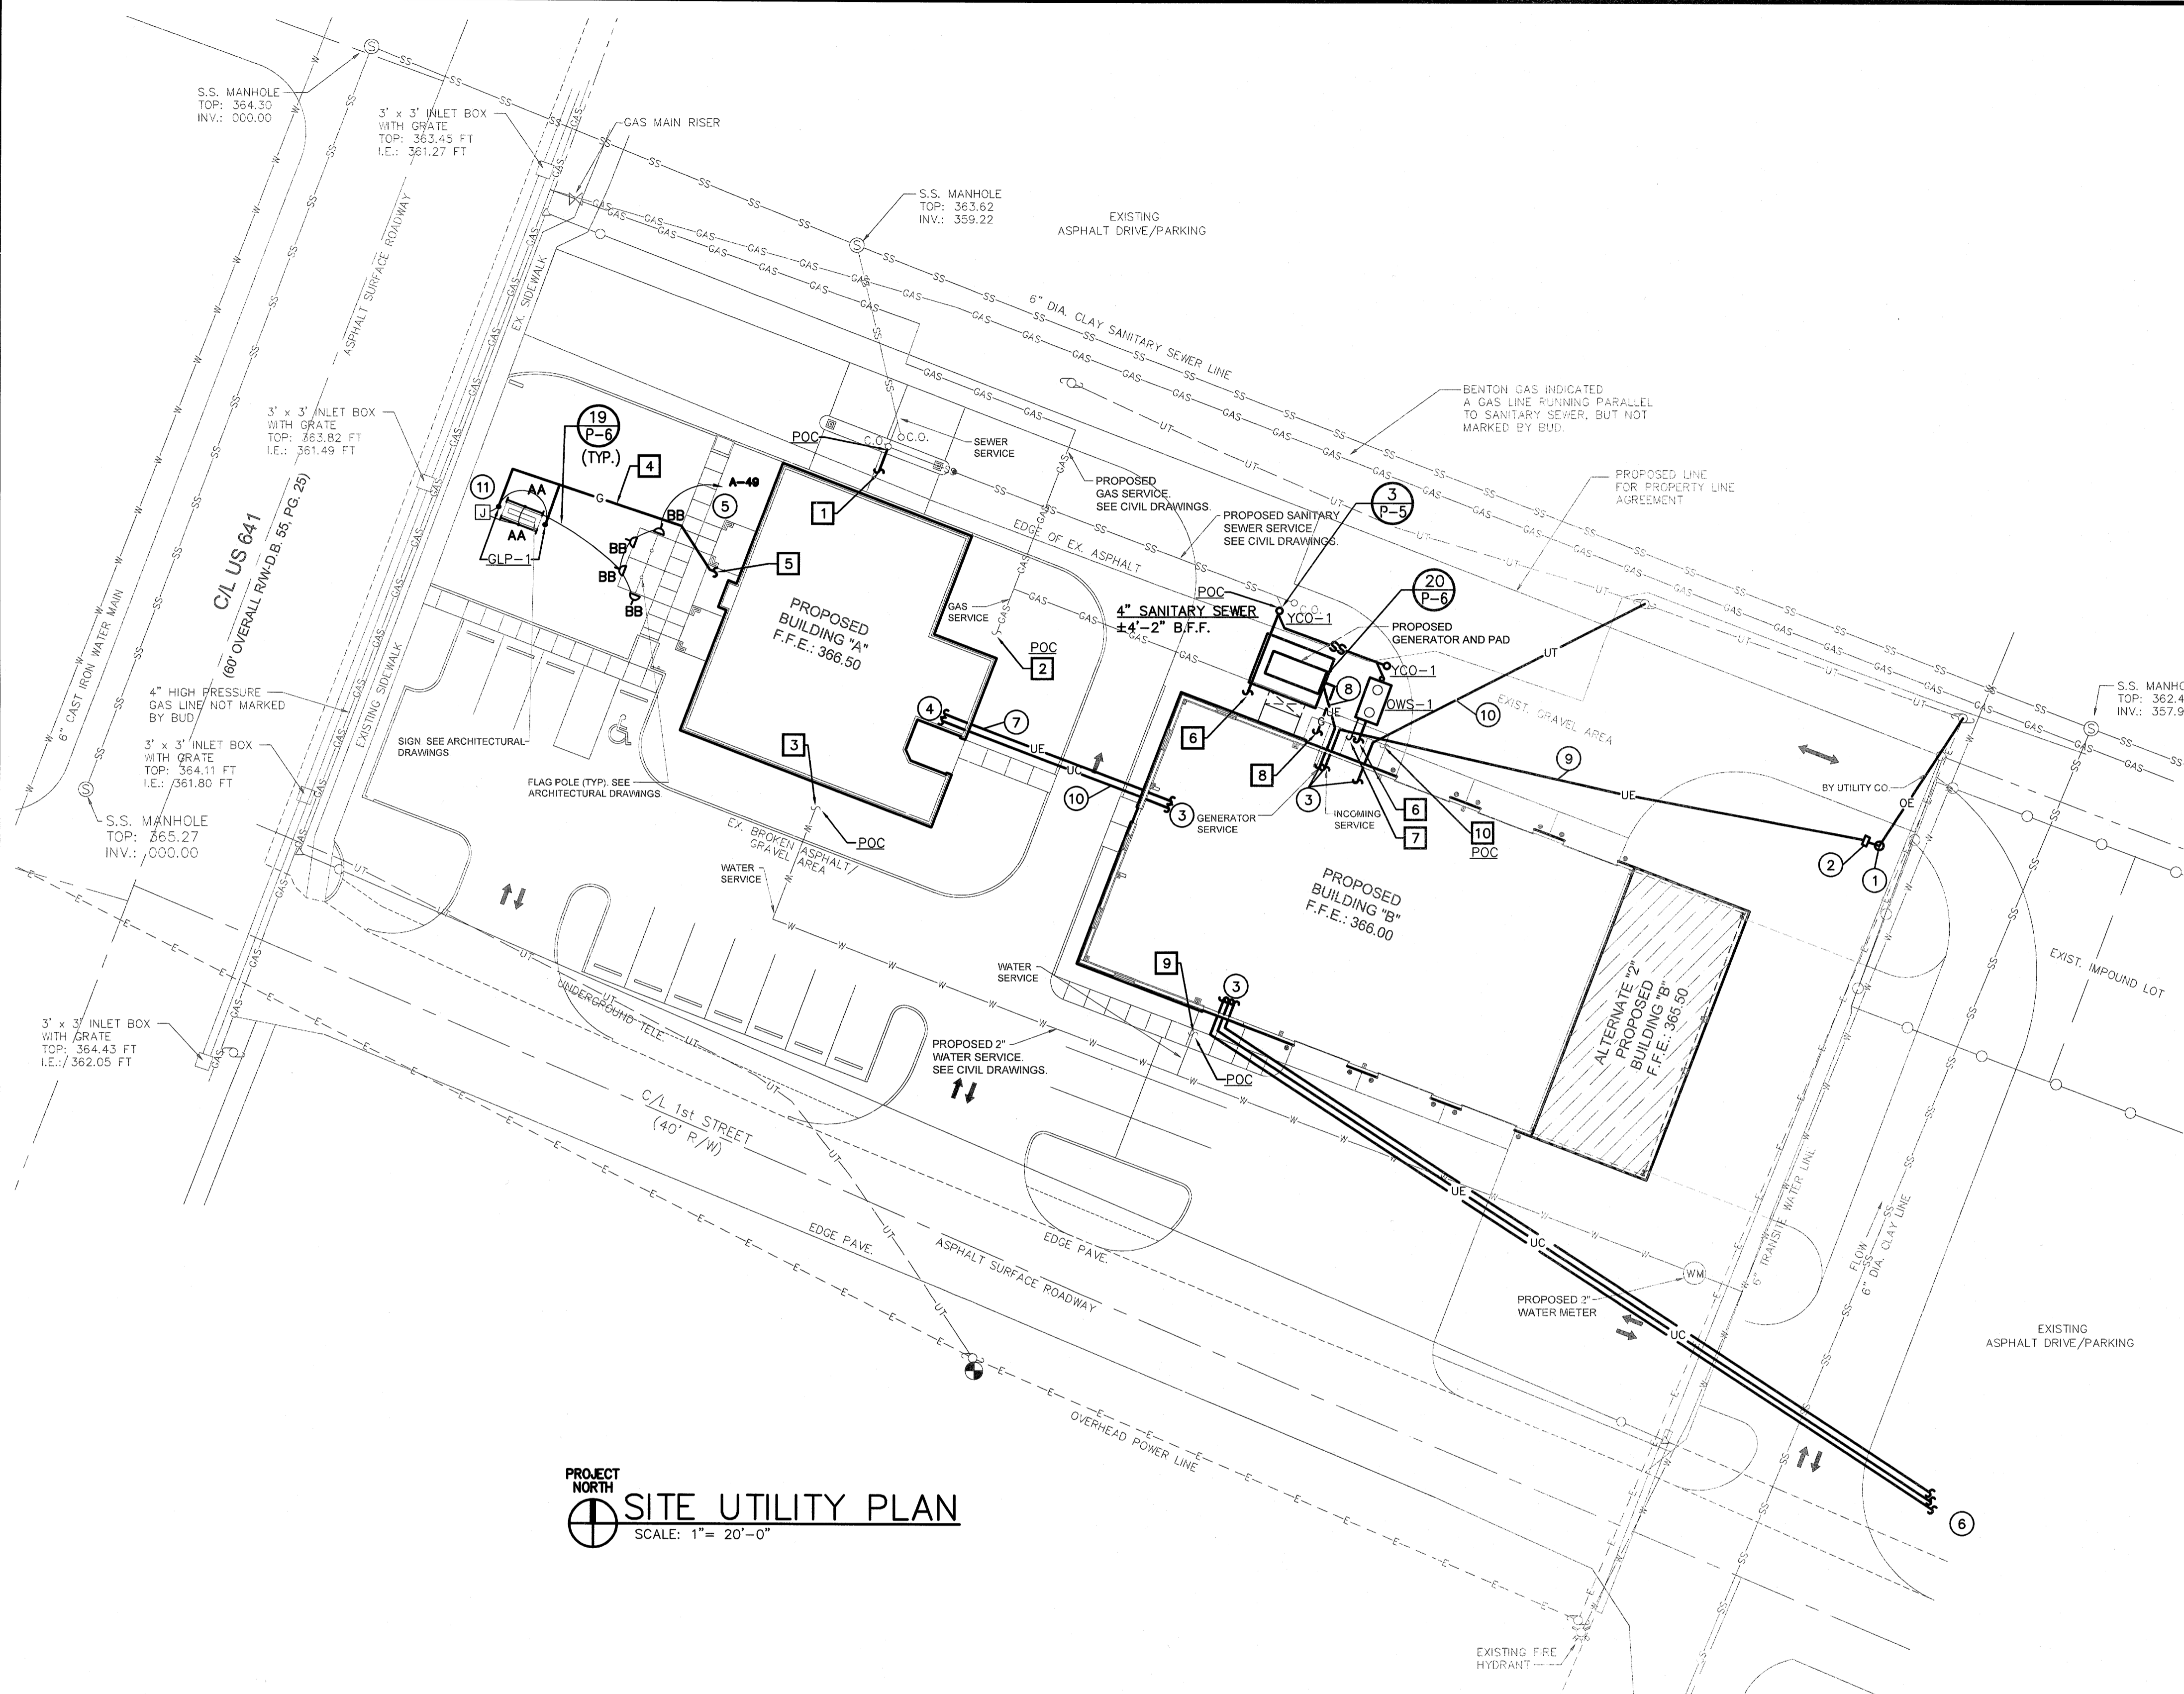 S.S. MANHOLE
TOP: 364.30
INV.: 000.00
3' x 3' INLET BOX
WITH GRATE
TOP: 363.45 FT
I.E.: 361.27 FT
GAS MAIN RISER
S.S. MANHOLE
TOP: 363.62
INV.: 359.22
EXISTING
ASPHALT DRIVE/PARKING
ASPHALT SURFACE ROADWAY
EX. SIDEWALK
6" DIA. CLAY SANITARY SEWER LINE
BENTON GAS INDICATED
A GAS LINE RUNNING PARALLEL
TO SANITARY SEWER, BUT NOT
MARKED BY BUD.
PROPOSED LINE
FOR PROPERTY LINE
AGREEMENT
3' x 3' INLET BOX
WITH GRATE
TOP: 363.82 FT
I.E.: 361.49 FT
19
P-6
(TYP.)
4
11
AA
J
AA
GLP-1
G
A-49
5
BB
BB
BB
BB
5
POC
C.O.
C.O.
SEWER
SERVICE
1
PROPOSED
GAS SERVICE.
SEE CIVIL DRAWINGS.
PROPOSED SANITARY
SEWER SERVICE.
SEE CIVIL DRAWINGS.
EDGE OF EX. ASPHALT
3
P-5
20
P-6
POC
C.O.
YCO-1
4" SANITARY SEWER
±4'-2" B.F.F.
PROPOSED
GENERATOR AND PAD
SS
YCO-1
OWS-1
8
UE
G
UT
10
EXIST. GRAVEL AREA
S.S. MANHO
TOP: 362.4
INV.: 357.9
GAS
SERVICE
POC
2
PROPOSED
BUILDING "A"
F.F.E.: 366.50
C/L US 641
(60' OVERALL R/W-D.B. 55, PG. 25)
6" CAST IRON WATER MAIN
4" HIGH PRESSURE
GAS LINE NOT MARKED
BY BUD
EXISTING SIDEWALK
3' x 3' INLET BOX
WITH GRATE
TOP: 364.11 FT
I.E.: 361.80 FT
S.S. MANHOLE
TOP: 365.27
INV.: 000.00
SIGN SEE ARCHITECTURAL
DRAWINGS
FLAG POLE (TYP). SEE
ARCHITECTURAL DRAWINGS.
4
7
UE
UC
10
3
3
POC
EX. BROKEN ASPHALT/
GRAVEL AREA
WATER
SERVICE
6
8
3
GENERATOR
SERVICE
INCOMING
SERVICE
6
7
10
POC
9
UE
BY UTILITY CO.
OE
2
1
PROPOSED
BUILDING "B"
F.F.E.: 366.00
ALTERNATE "2"
PROPOSED
BUILDING "B"
F.F.E.: 365.50
EXIST. IMPOUND LOT
9
3
WATER
SERVICE
POC
PROPOSED 2"
WATER SERVICE.
SEE CIVIL DRAWINGS.
UNDERGROUND TELE.
3' x 3' INLET BOX
WITH GRATE
TOP: 364.43 FT
I.E.: 362.05 FT
C/L 1st STREET
(40' R/W)
EDGE PAVE.
ASPHALT SURFACE ROADWAY
EDGE PAVE.
UE
UC
UC
WM
PROPOSED 2"
WATER METER
6" TRANSITE WATER LINE
FLOW
6" DIA. CLAY LINE
EXISTING
ASPHALT DRIVE/PARKING
OVERHEAD POWER LINE
6
EXISTING FIRE
HYDRANT
PROJECT
NORTH
SITE UTILITY PLAN
SCALE: 1"= 20'-0"